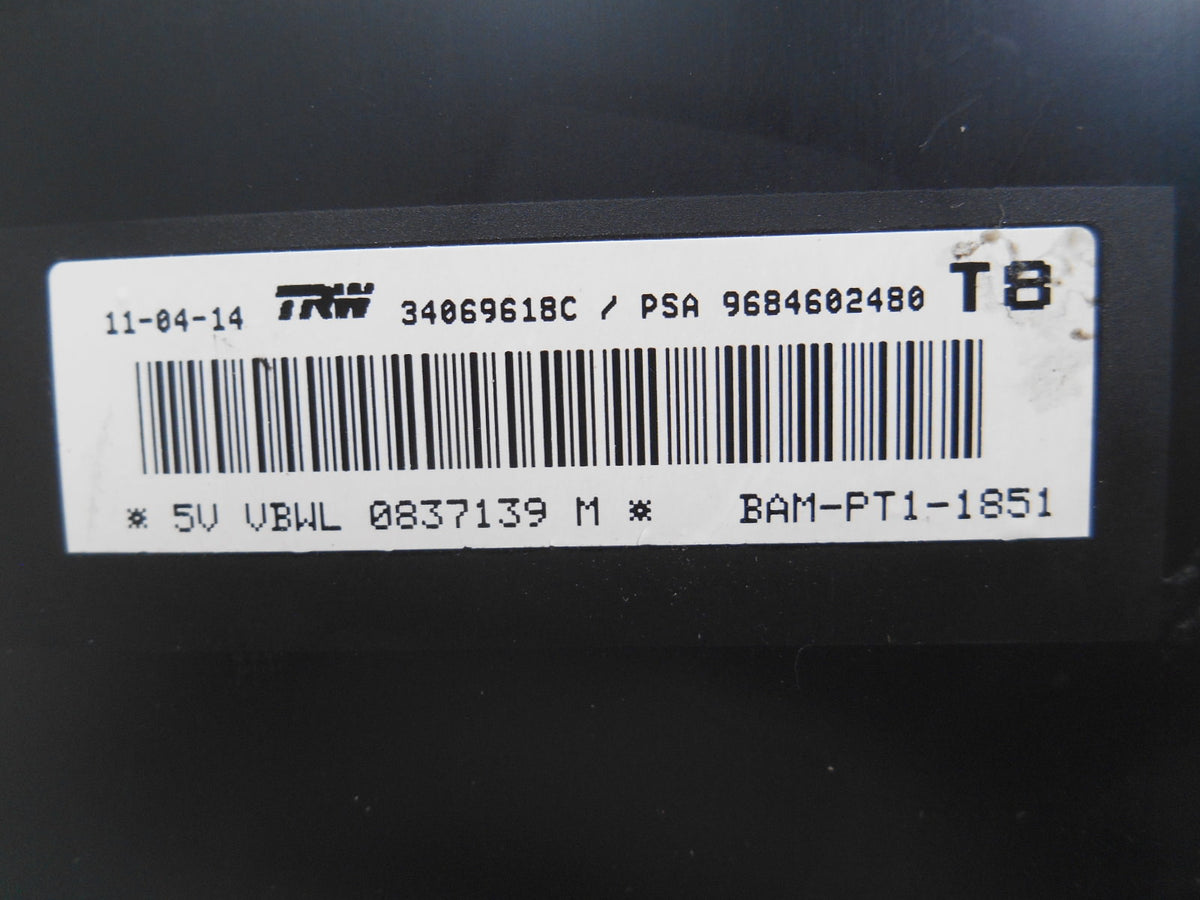 11-04-14 TRW 34069618C / PSA 9684602480 T8
* 5V VBWL 0837139 M * BAM-PT1-1851